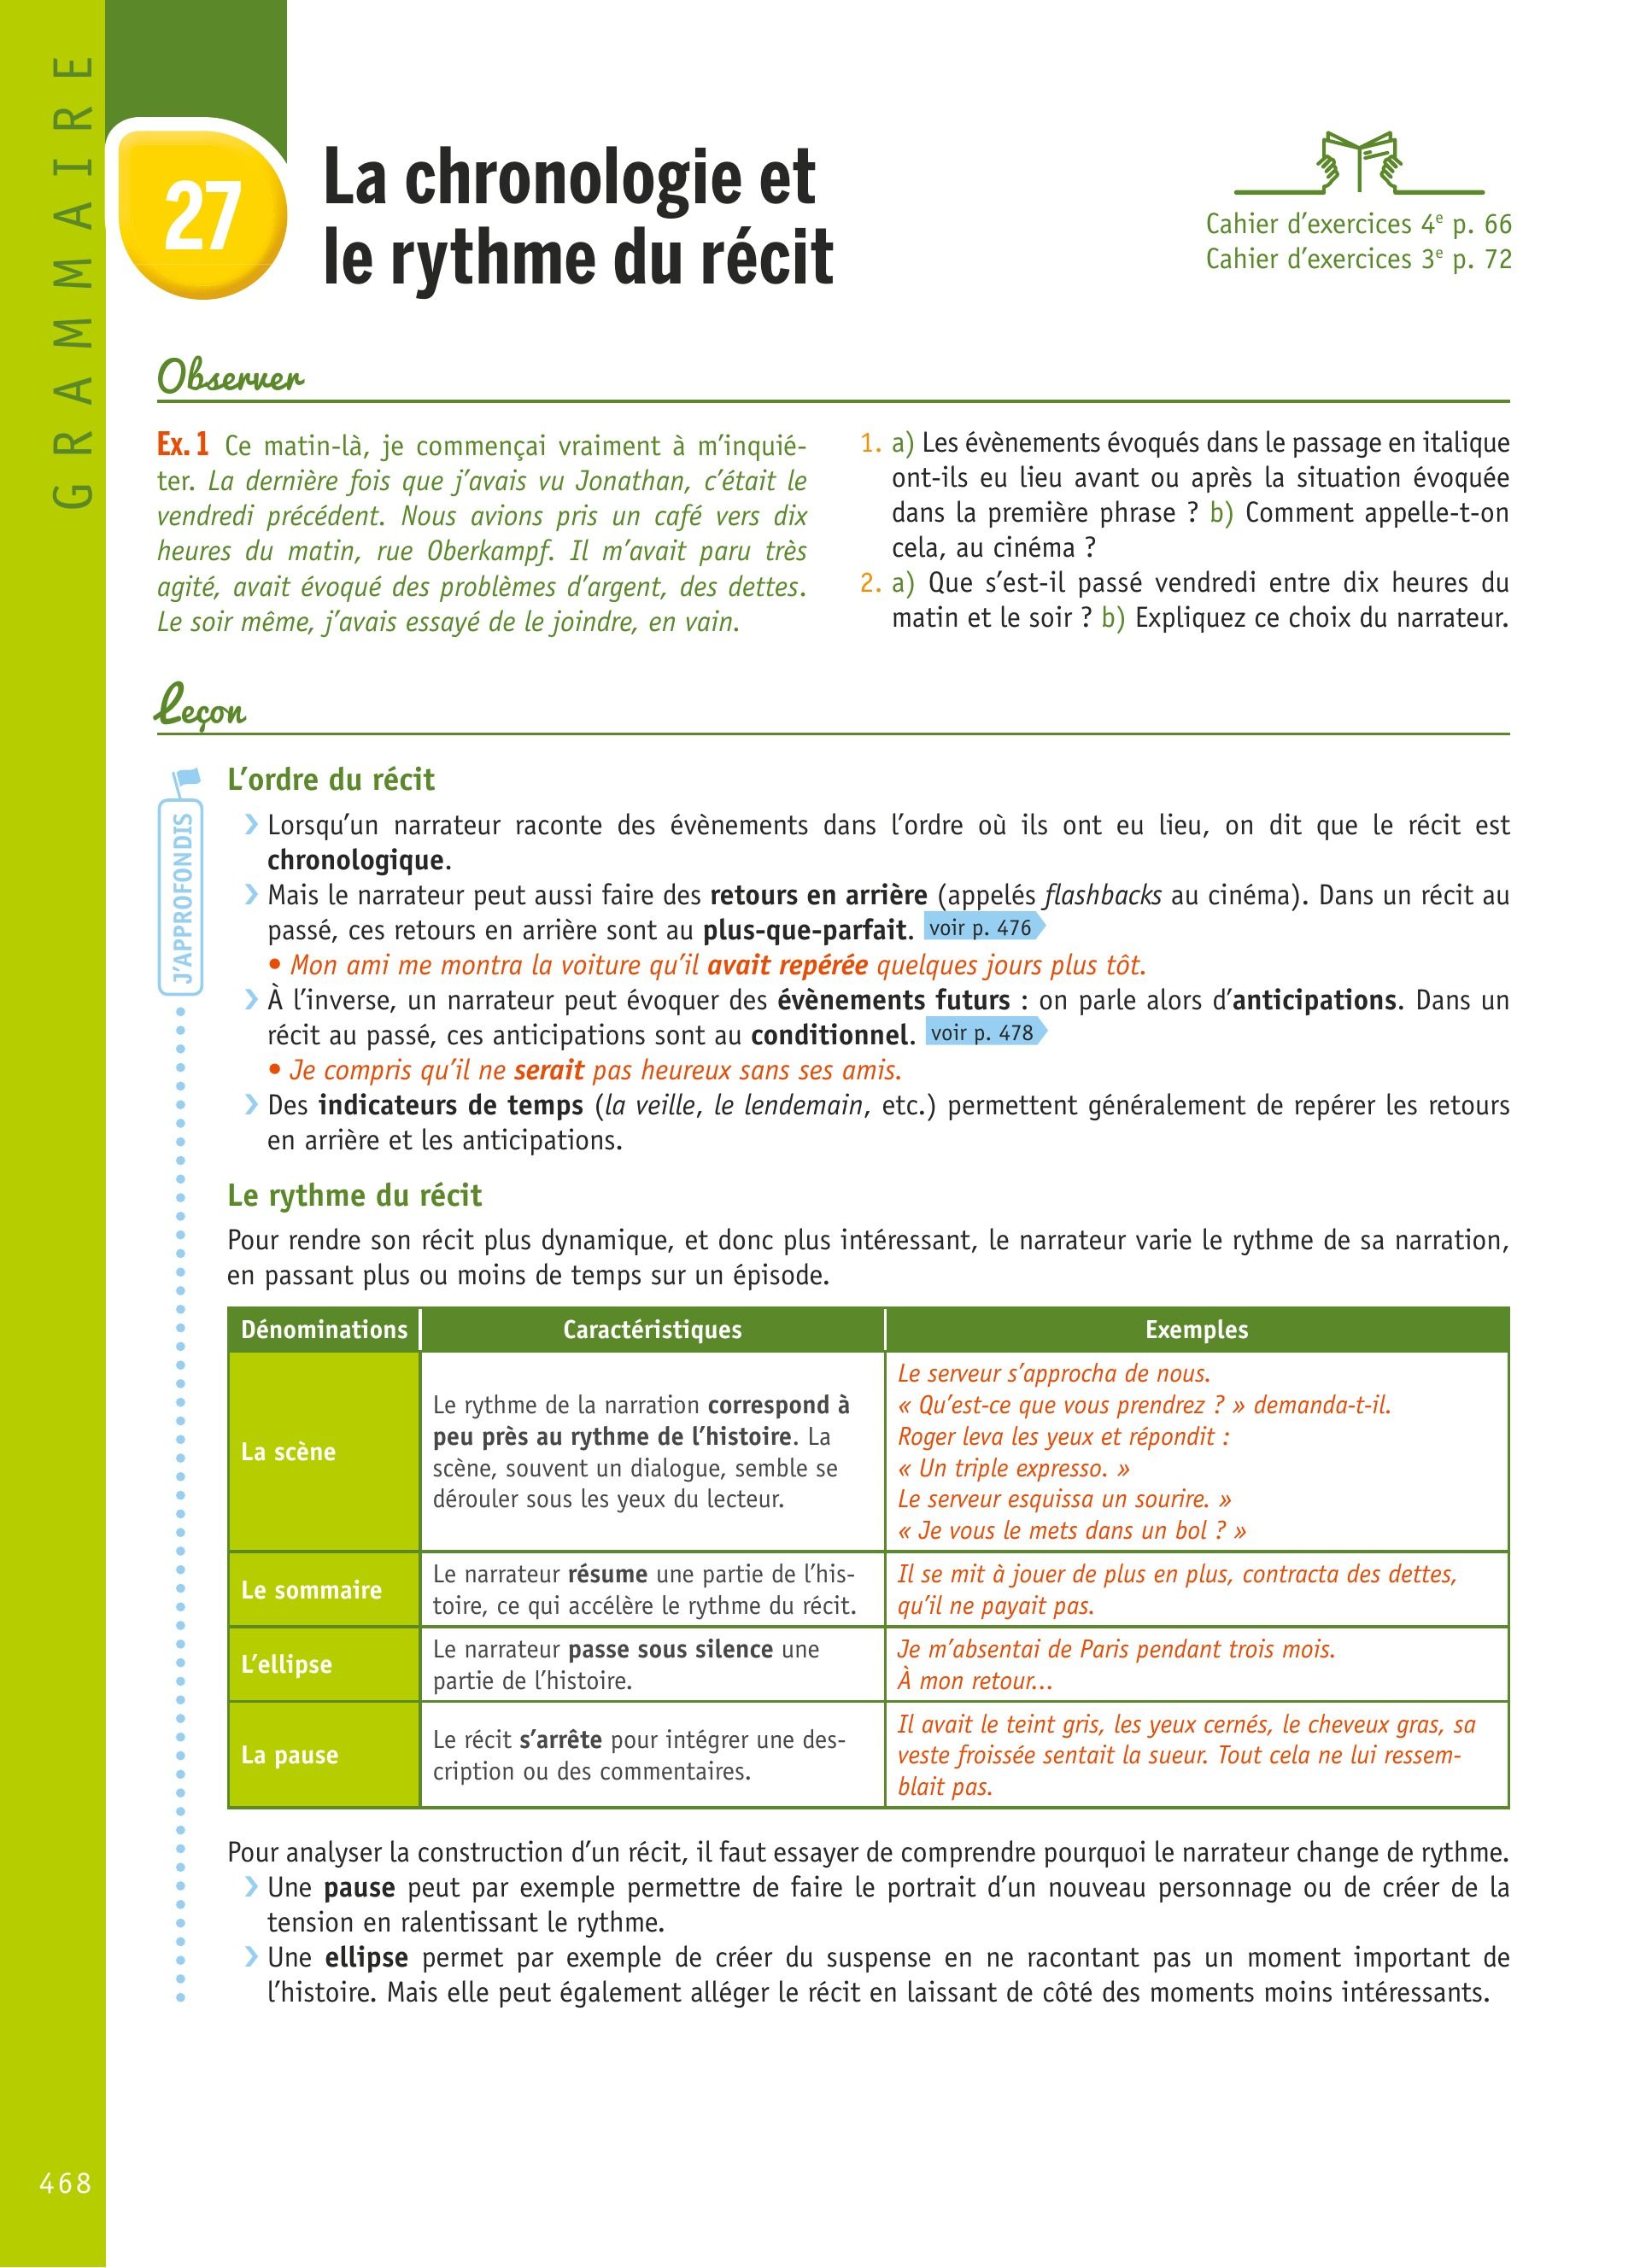 GRAMMAIRE
27
La chronologie et
le rythme du récit
Cahier d'exercices 4e p. 66
Cahier d'exercices 3e p. 72
Observer
Ex. 1 Ce matin-là, je commençai vraiment à m'inquié-
ter. La dernière fois que j'avais vu Jonathan, c'était le
vendredi précédent. Nous avions pris un café vers dix
heures du matin, rue Oberkampf. Il m'avait paru très
agité, avait évoqué des problèmes d'argent, des dettes.
Le soir même, j'avais essayé de le joindre, en vain.
1. a) Les évènements évoqués dans le passage en italique
ont-ils eu lieu avant ou après la situation évoquée
dans la première phrase ? b) Comment appelle-t-on
cela, au cinéma ?
2. a) Que s'est-il passé vendredi entre dix heures du
matin et le soir ? b) Expliquez ce choix du narrateur.
Leçon
J'APPROFONDIS
L'ordre du récit
› Lorsqu'un narrateur raconte des évènements dans l'ordre où ils ont eu lieu, on dit que le récit est
chronologique.
› Mais le narrateur peut aussi faire des retours en arrière (appelés flashbacks au cinéma). Dans un récit au
passé, ces retours en arrière sont au plus-que-parfait. voir p. 476
• Mon ami me montra la voiture qu'il avait repérée quelques jours plus tôt.
› À l'inverse, un narrateur peut évoquer des évènements futurs : on parle alors d'anticipations. Dans un
récit au passé, ces anticipations sont au conditionnel. voir p. 478
• Je compris qu'il ne serait pas heureux sans ses amis.
› Des indicateurs de temps (la veille, le lendemain, etc.) permettent généralement de repérer les retours
en arrière et les anticipations.
Le rythme du récit
Pour rendre son récit plus dynamique, et donc plus intéressant, le narrateur varie le rythme de sa narration,
en passant plus ou moins de temps sur un épisode.
Dénominations Caractéristiques Exemples
La scène
Le rythme de la narration correspond à
peu près au rythme de l'histoire. La
scène, souvent un dialogue, semble se
dérouler sous les yeux du lecteur.
Le serveur s'approcha de nous.
« Qu'est-ce que vous prendrez ? » demanda-t-il.
Roger leva les yeux et répondit :
« Un triple expresso. »
Le serveur esquissa un sourire. »
« Je vous le mets dans un bol ? »
Le sommaire
Le narrateur résume une partie de l'his-
toire, ce qui accélère le rythme du récit.
Il se mit à jouer de plus en plus, contracta des dettes,
qu'il ne payait pas.
L'ellipse
Le narrateur passe sous silence une
partie de l'histoire.
Je m'absentai de Paris pendant trois mois.
À mon retour...
La pause
Le récit s'arrête pour intégrer une des-
cription ou des commentaires.
Il avait le teint gris, les yeux cernés, le cheveux gras, sa
veste froissée sentait la sueur. Tout cela ne lui ressem-
blait pas.
Pour analyser la construction d'un récit, il faut essayer de comprendre pourquoi le narrateur change de rythme.
› Une pause peut par exemple permettre de faire le portrait d'un nouveau personnage ou de créer de la
tension en ralentissant le rythme.
› Une ellipse permet par exemple de créer du suspense en ne racontant pas un moment important de
l'histoire. Mais elle peut également alléger le récit en laissant de côté des moments moins intéressants.
468